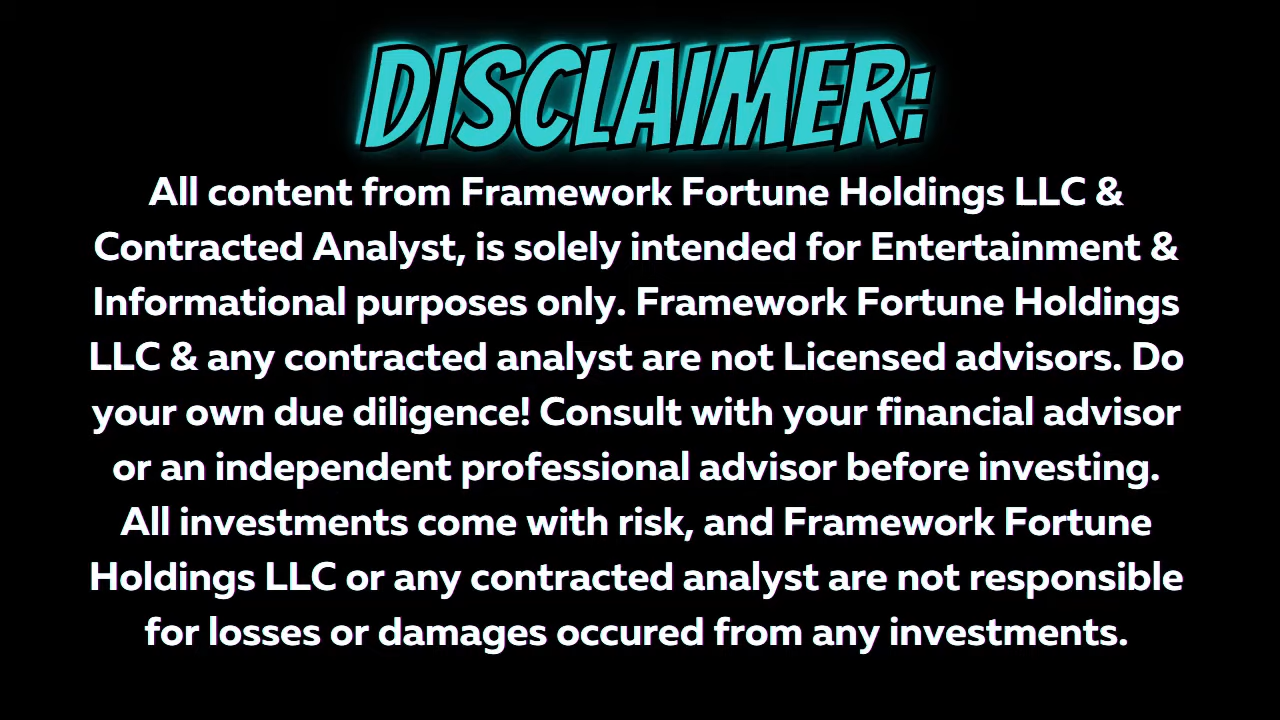 DISCLAIMER:
All content from Framework Fortune Holdings LLC &
Contracted Analyst, is solely intended for Entertainment &
Informational purposes only. Framework Fortune Holdings
LLC & any contracted analyst are not Licensed advisors. Do
your own due diligence! Consult with your financial advisor
or an independent professional advisor before investing.
All investments come with risk, and Framework Fortune
Holdings LLC or any contracted analyst are not responsible
for losses or damages occured from any investments.